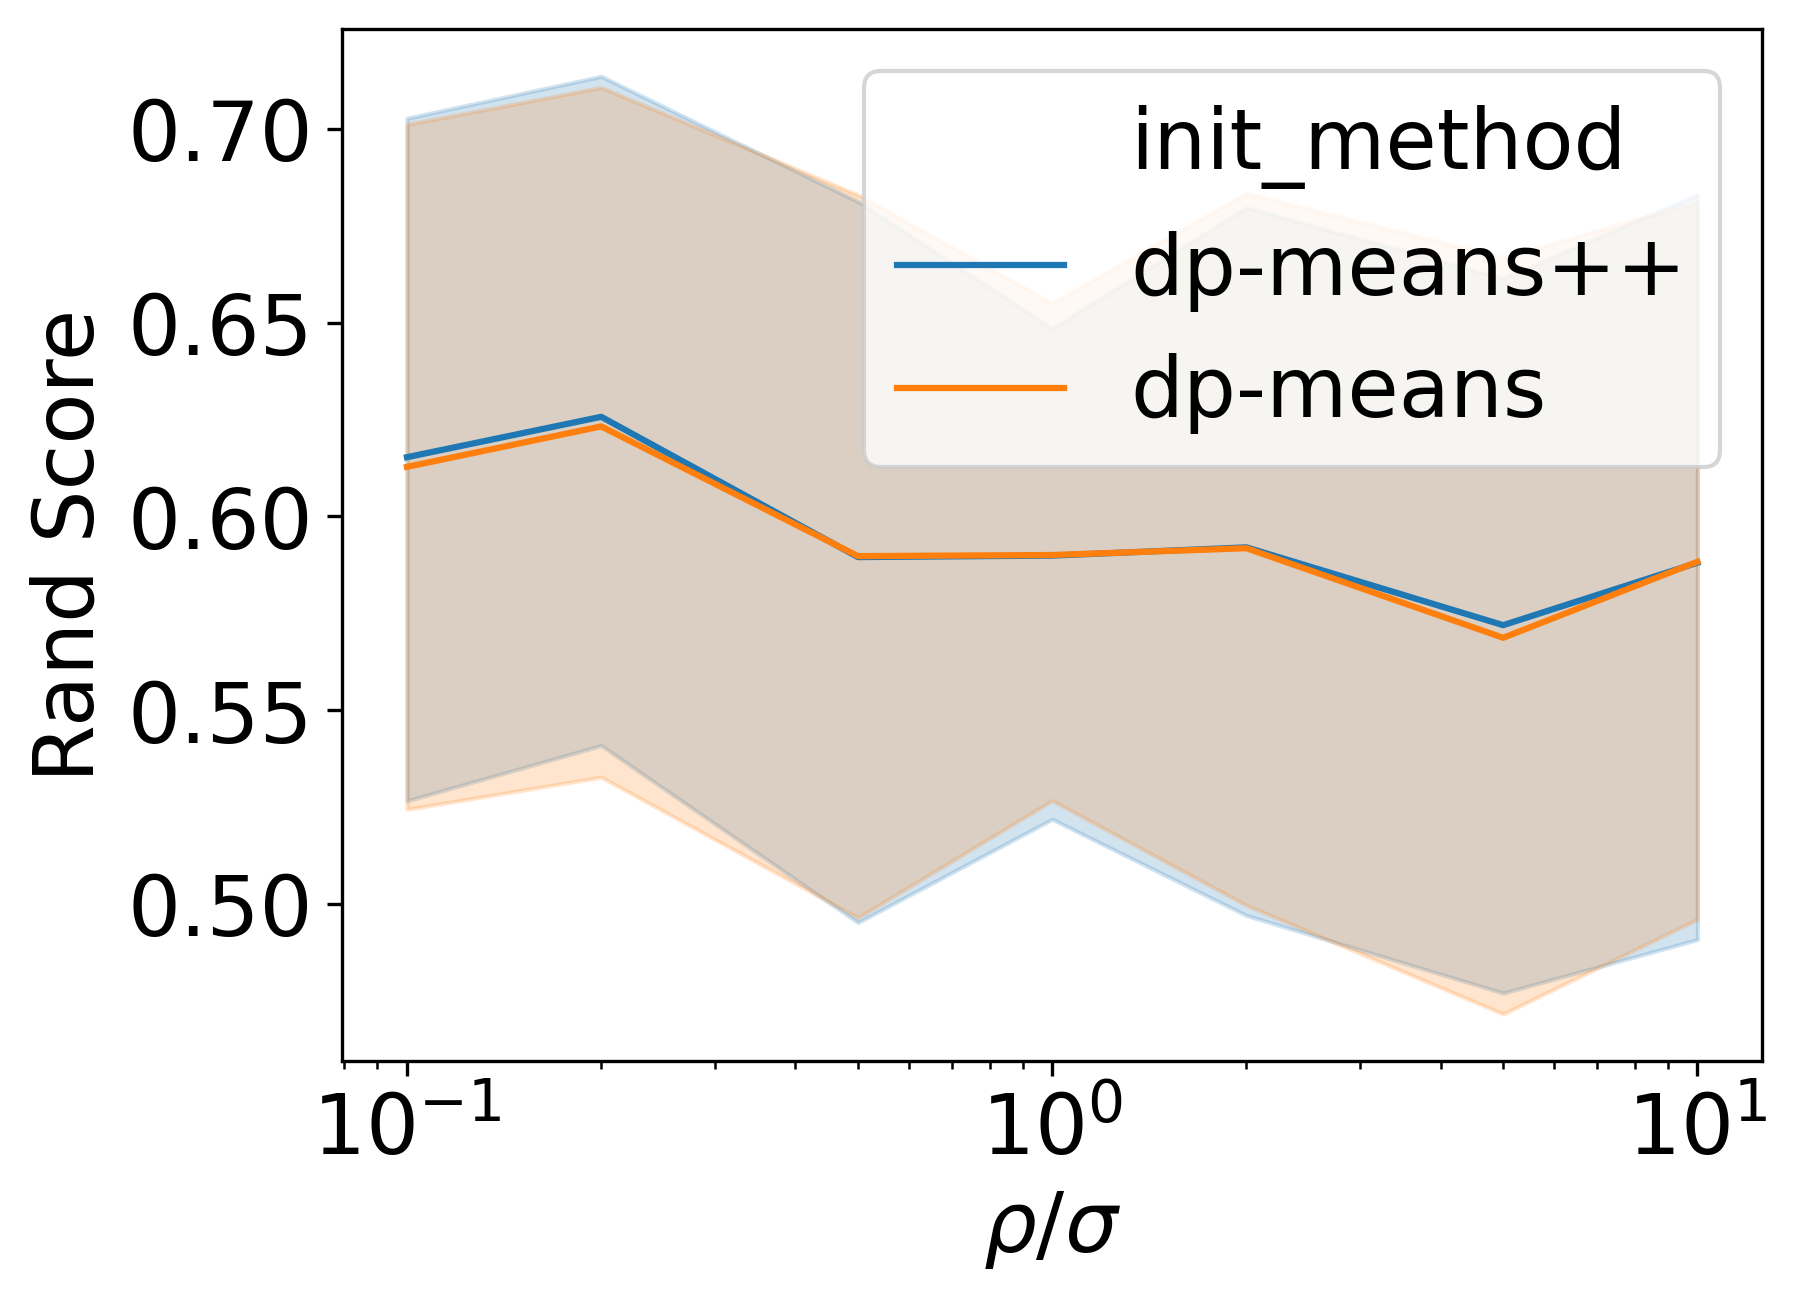 Rand Score
0.70
0.65
0.60
0.55
0.50
init_method
dp-means++
dp-means
10⁻¹
10⁰
10¹
ρ/σ